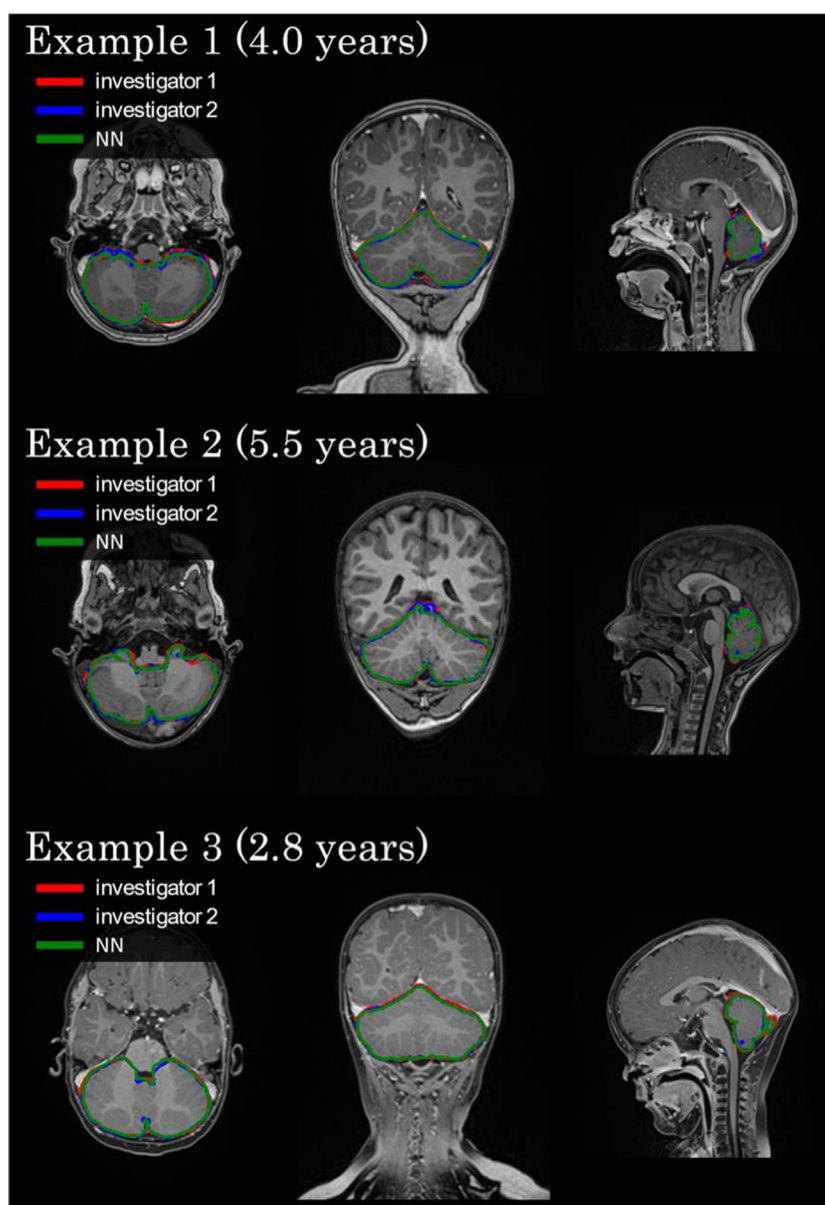 Example 1 (4.0 years)
investigator 1
investigator 2
NN
Example 2 (5.5 years)
investigator 1
investigator 2
NN
Example 3 (2.8 years)
investigator 1
investigator 2
NN